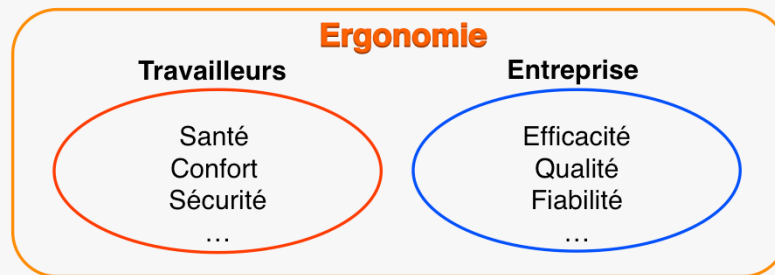 Ergonomie
Travailleurs
Santé
Confort
Sécurité
…
Entreprise
Efficacité
Qualité
Fiabilité
…